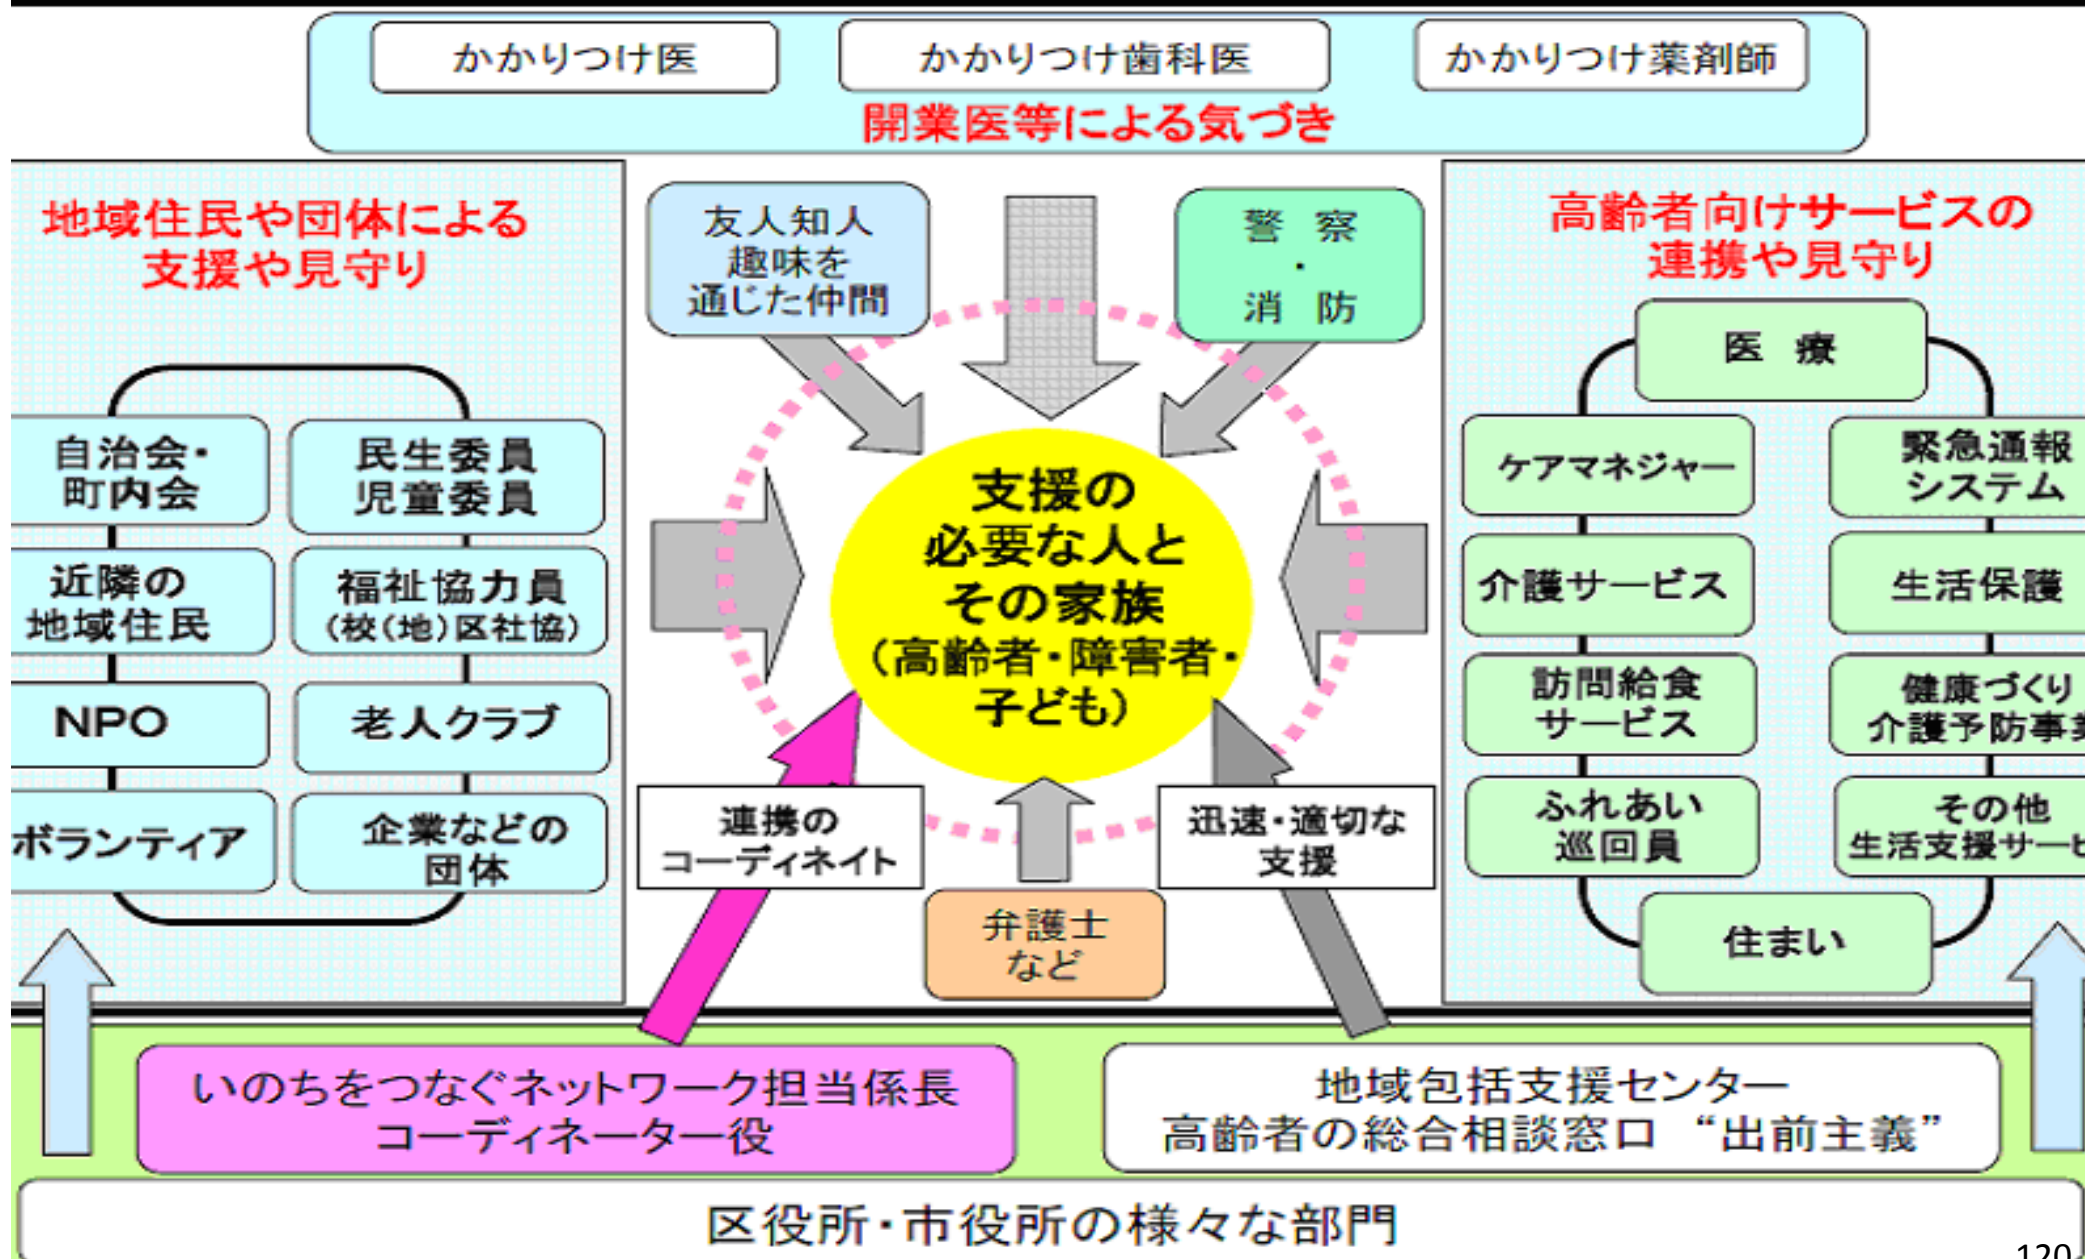 かかりつけ医
かかりつけ歯科医
かかりつけ薬剤師
開業医等による気づき
地域住民や団体による
支援や見守り
自治会・
町内会
民生委員
児童委員
近隣の
地域住民
福祉協力員
(校(地)区社協)
NPO
老人クラブ
ボランティア
企業などの
団体
友人知人
趣味を
通じた仲間
警 察
・
消 防
支援の
必要な人と
その家族
(高齢者・障害者・
子ども)
連携の
コーディネイト
迅速・適切な
支援
弁護士
など
高齢者向けサービスの
連携や見守り
医 療
ケアマネジャー
緊急通報
システム
介護サービス
生活保護
訪問給食
サービス
健康づくり
介護予防事業
ふれあい
巡回員
その他
生活支援サービ
住まい
いのちをつなぐネットワーク担当係長
コーディネーター役
地域包括支援センター
高齢者の総合相談窓口 “出前主義”
区役所・市役所の様々な部門
120